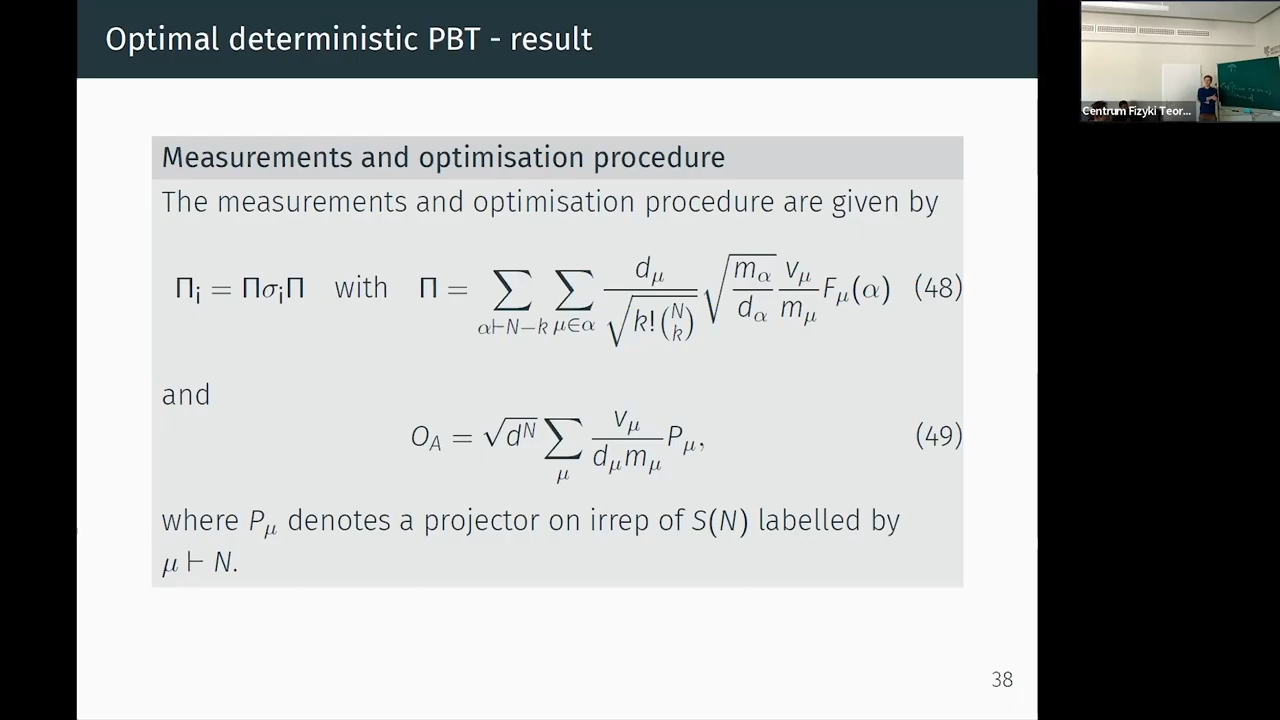 Optimal deterministic PBT - result
Centrum Fizyki Teor...
Measurements and optimisation procedure
The measurements and optimisation procedure are given by
Π_i = Πσ_iΠ with Π = ∑_{α⊢N−k} ∑_{μ∈α} d_μ/√(k!(N k)) √(m_α/d_α) v_μ/m_μ F_μ(α) (48)
and
O_A = √d^N ∑_μ v_μ/(d_μ m_μ) P_μ, (49)
where P_μ denotes a projector on irrep of S(N) labelled by
μ ⊢ N.
38